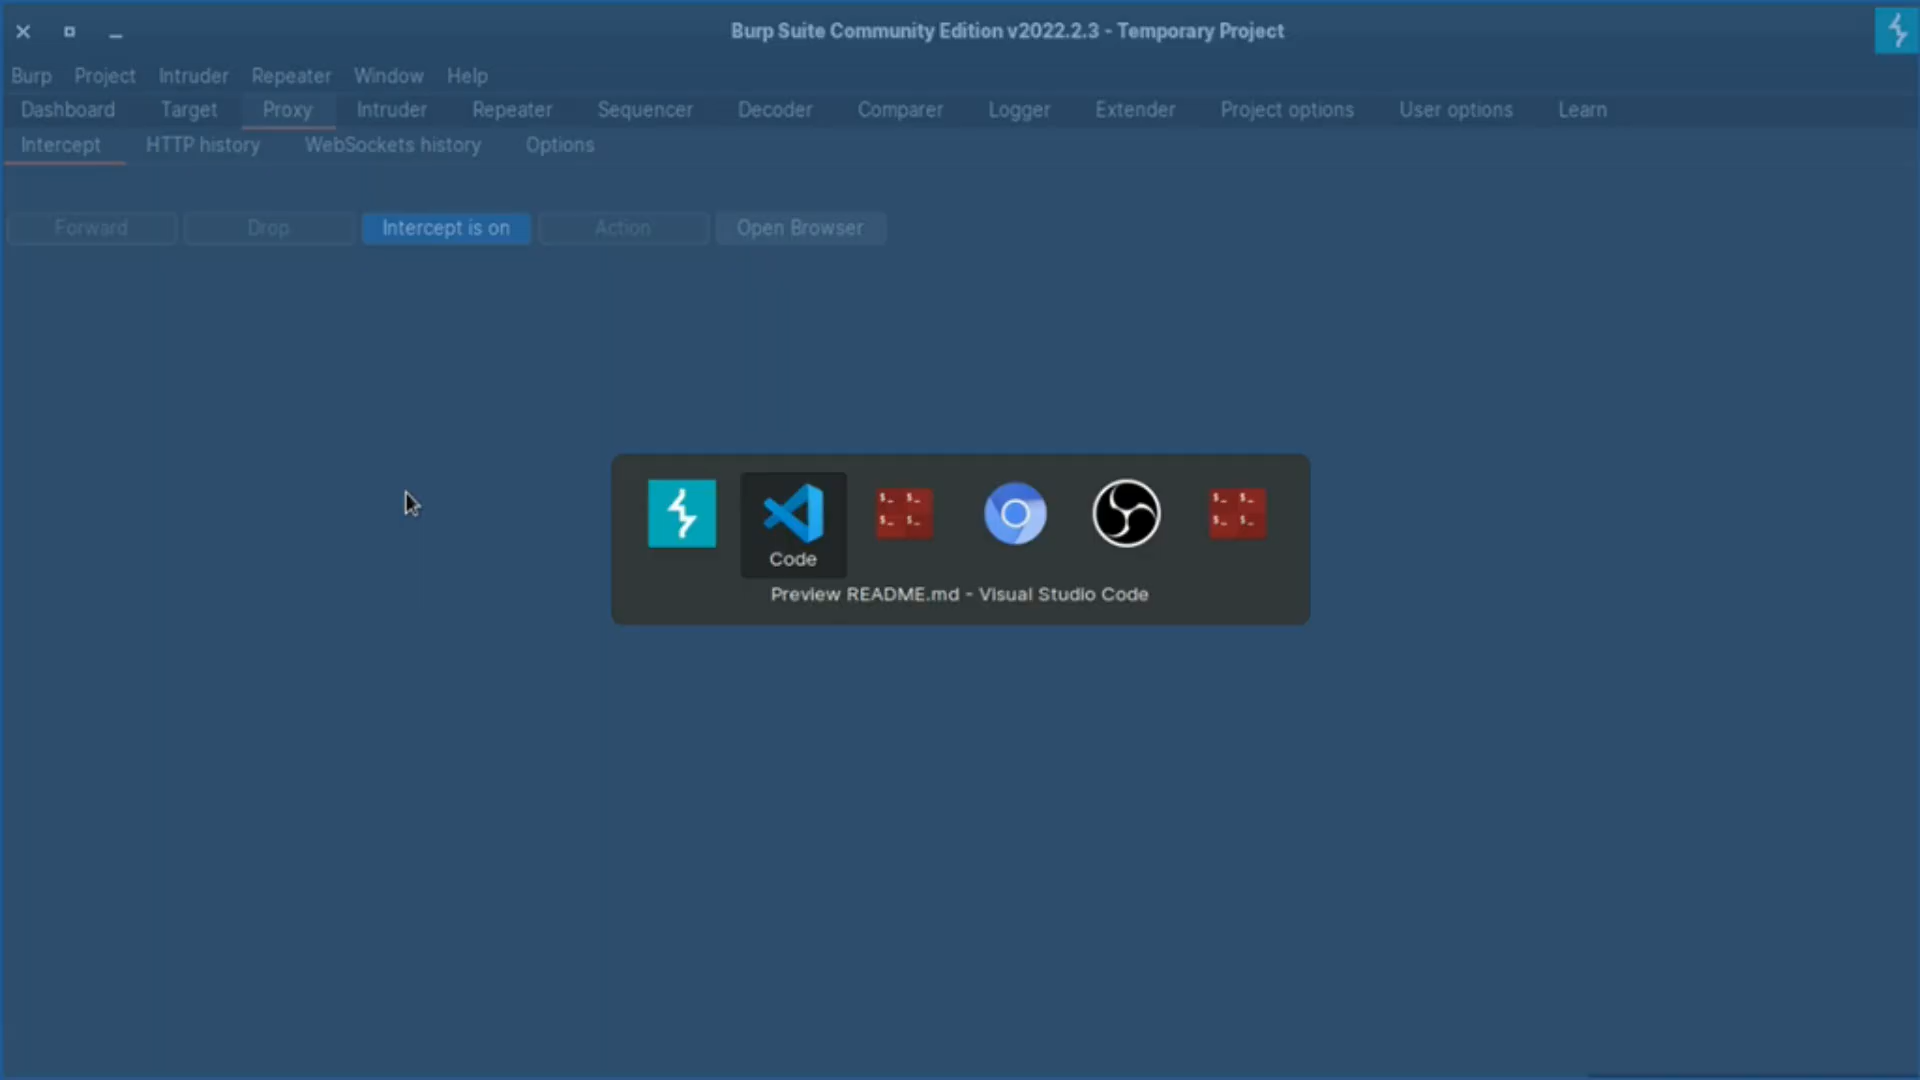 Burp Suite Community Edition v2022.2.3 - Temporary Project
Burp Project Intruder Repeater Window Help
Dashboard Target Proxy Intruder Repeater Sequencer Decoder Comparer Logger Extender Project options User options Learn
Intercept HTTP history WebSockets history Options
Forward Drop Intercept is on Action Open Browser
$_ $_ $_ $_
$_ $_ $_ $_
Code
Preview README.md - Visual Studio Code